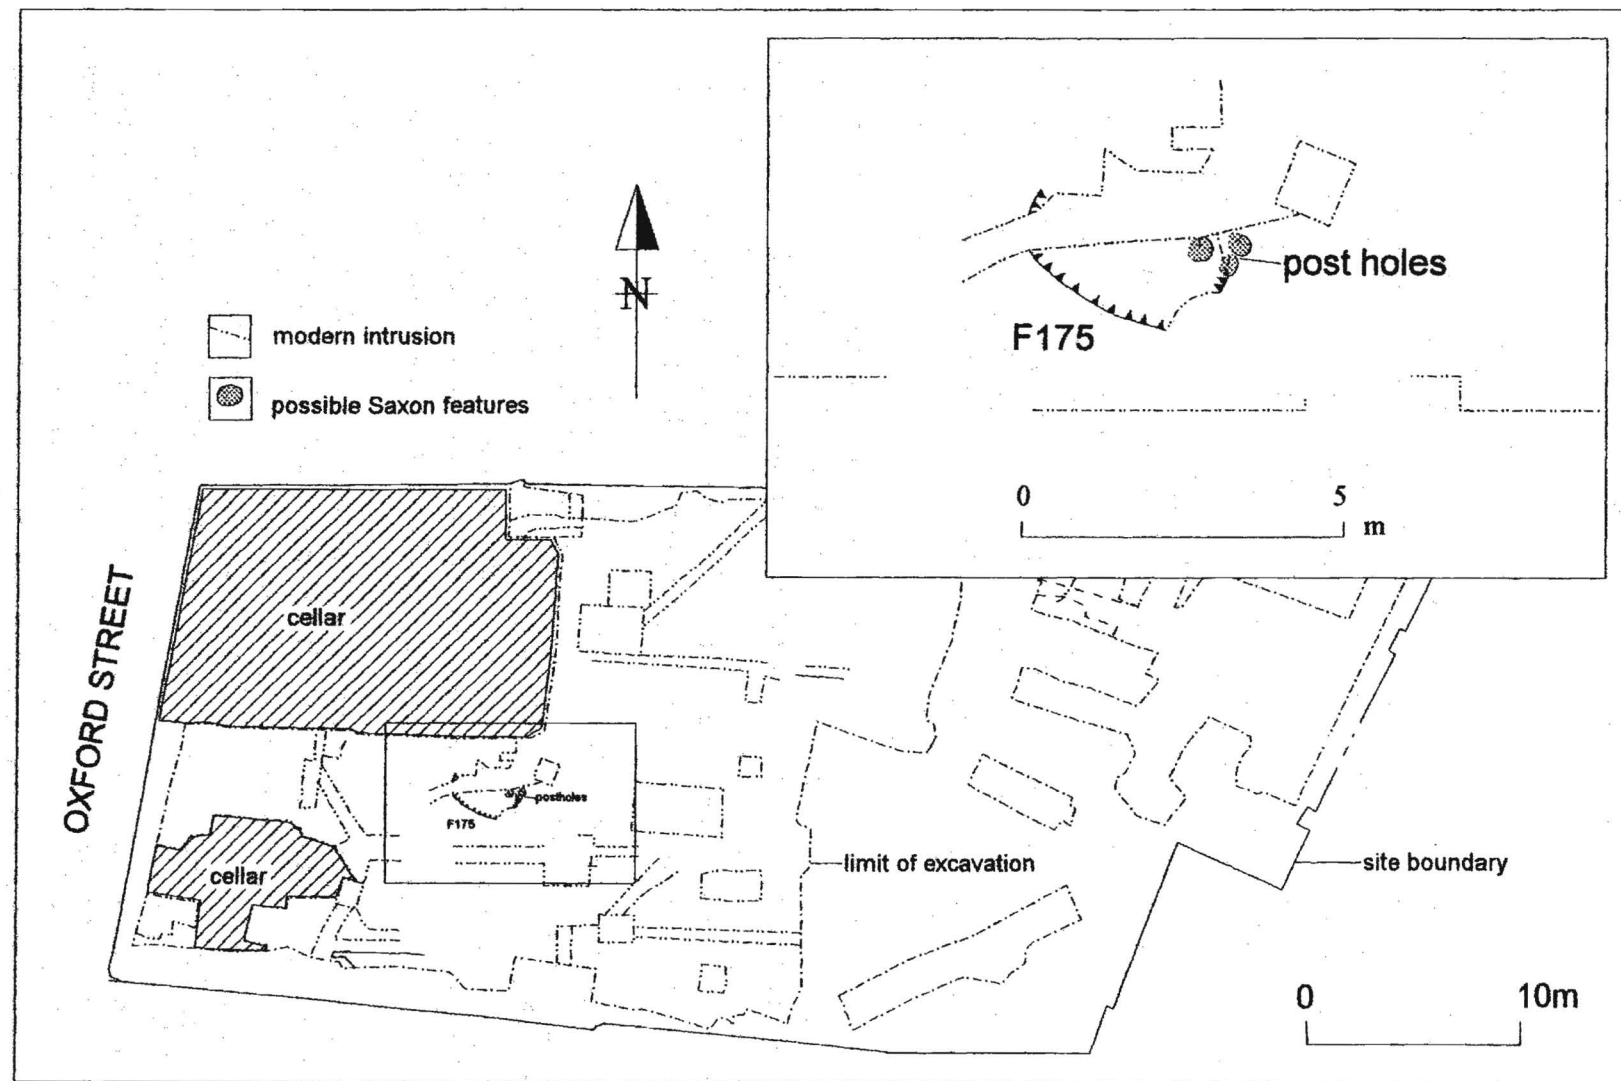 post holes
F175
0 5
m
N
modern intrusion
possible Saxon features
OXFORD STREET
cellar
postholes
F175
cellar
limit of excavation
site boundary
0 10m